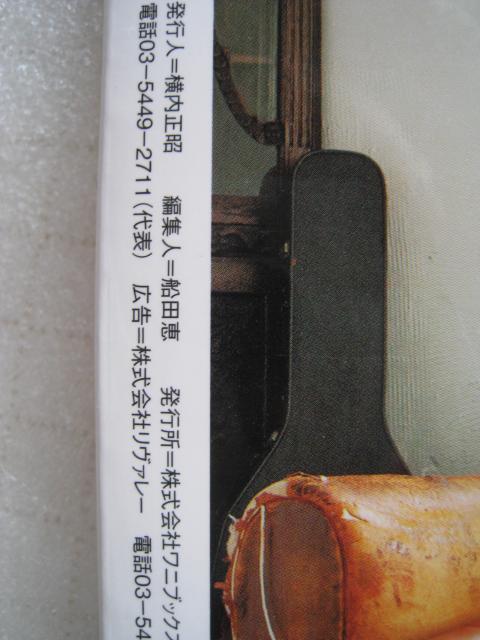 発行人=横内正昭 編集人=船田恵 発行所=株式会社ワニブックス
電話03-5449-2711(代表) 広告=株式会社リヴァレー 電話03-54